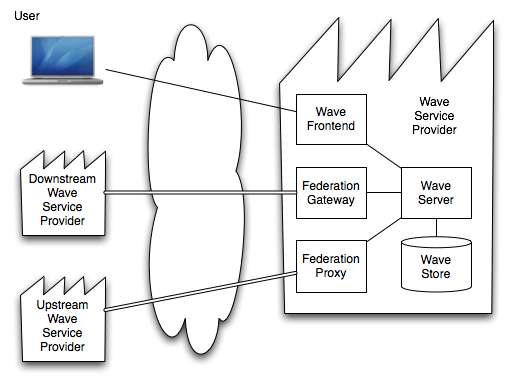 User
Wave
Frontend
Wave
Service
Provider
Downstream
Wave
Service
Provider
Federation
Gateway
Wave
Server
Federation
Proxy
Wave
Store
Upstream
Wave
Service
Provider